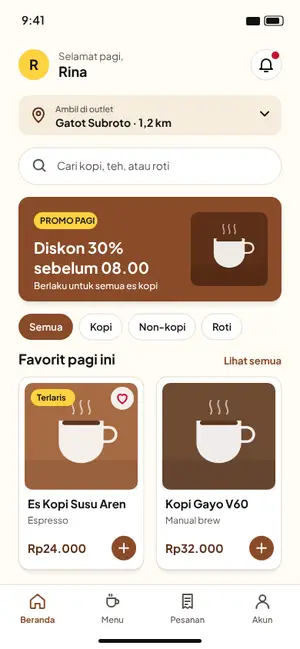 9:41
R
Selamat pagi,
Rina
Ambil di outlet
Gatot Subroto · 1,2 km
Cari kopi, teh, atau roti
PROMO PAGI
Diskon 30%
sebelum 08.00
Berlaku untuk semua es kopi
Semua
Kopi
Non-kopi
Roti
Favorit pagi ini
Lihat semua
Terlaris
Es Kopi Susu Aren
Espresso
Rp24.000
Kopi Gayo V60
Manual brew
Rp32.000
Beranda
Menu
Pesanan
Akun